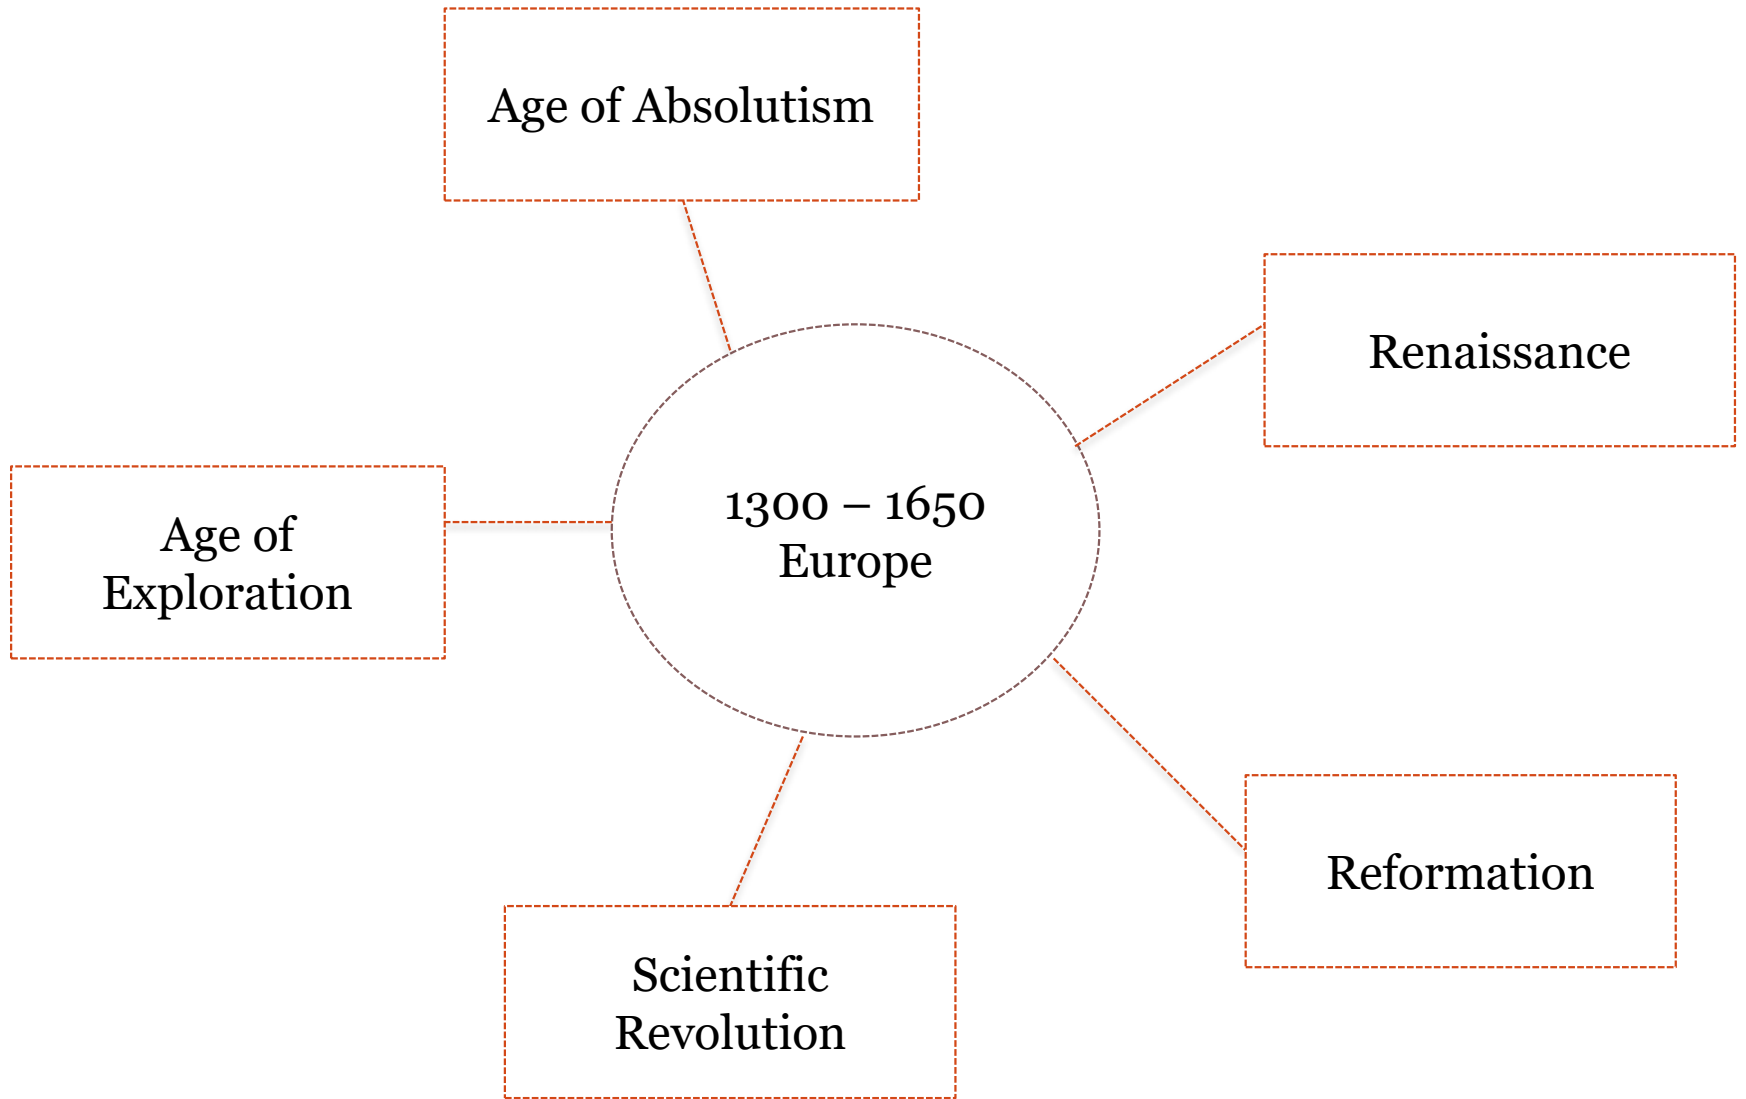 Age of Absolutism
Renaissance
1300 – 1650
Europe
Age of
Exploration
Reformation
Scientific
Revolution